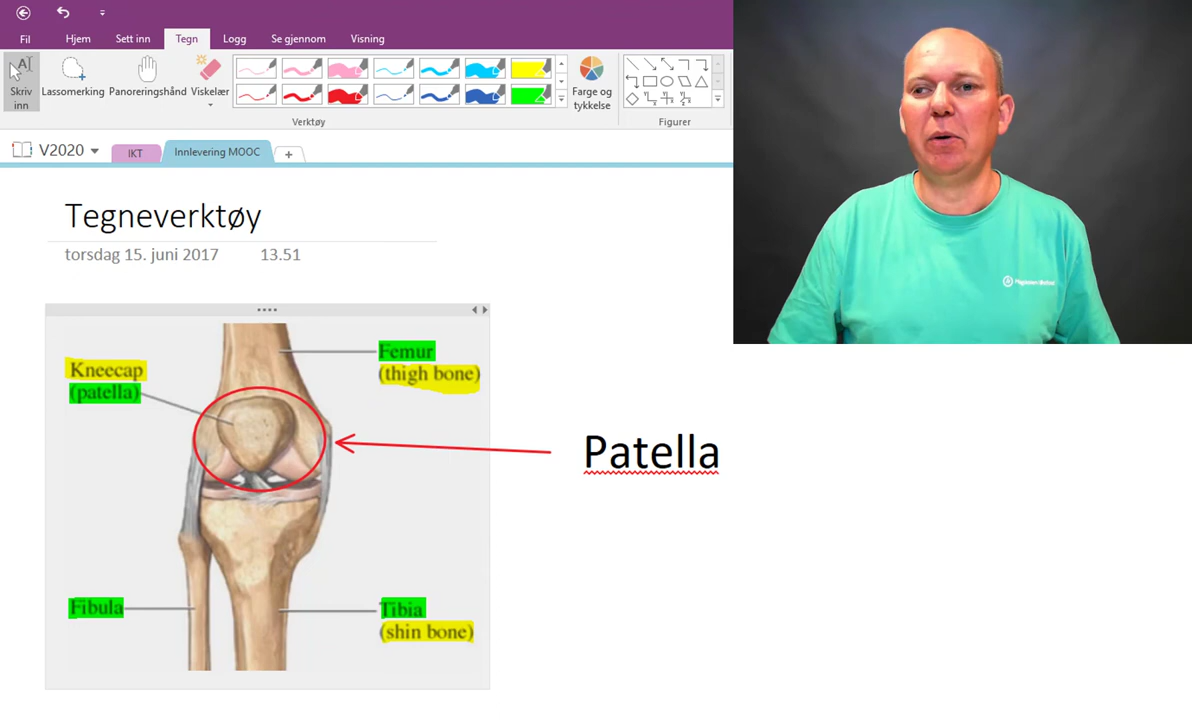 Fil
Hjem
Sett inn
Tegn
Logg
Se gjennom
Visning
Skriv
inn
Lassomerking
Panoreringshånd
Viskelær
Farge og
tykkelse
Verktøy
Figurer
V2020
IKT
Innlevering MOOC
Tegneverktøy
torsdag 15. juni 2017 13.51
Kneecap
(patella)
Femur
(thigh bone)
Patella
Fibula
Tibia
(shin bone)